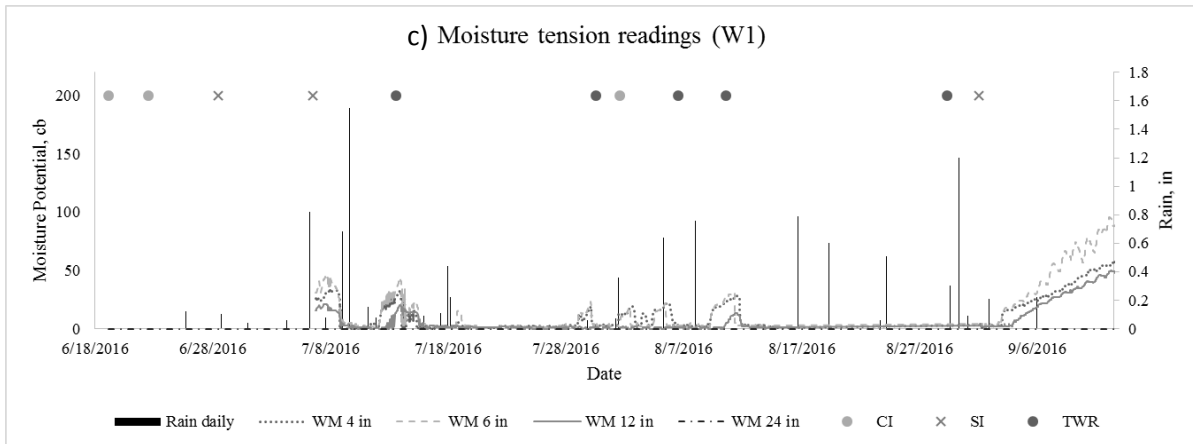 c) Moisture tension readings (W1)
Moisture Potential, cb
200
150
100
50
0
1.8
1.6
1.4
1.2
1
0.8
0.6
0.4
0.2
0
Rain, in
6/18/2016 6/28/2016 7/8/2016 7/18/2016 7/28/2016 8/7/2016 8/17/2016 8/27/2016 9/6/2016
Date
Rain daily WM 4 in WM 6 in WM 12 in WM 24 in CI SI TWR